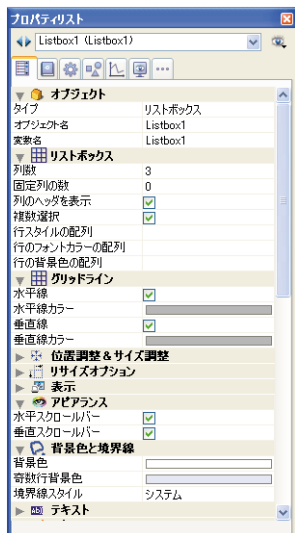 プロパティリスト
Listbox1 (Listbox1)
オブジェクト
タイプ リストボックス
オブジェクト名 Listbox1
変数名 Listbox1
リストボックス
列数 3
固定列の数 0
列のヘッダを表示
複数選択
行スタイルの配列
行のフォントカラーの配列
行の背景色の配列
グリッドライン
水平線
水平線カラー
垂直線
垂直線カラー
位置調整&サイズ調整
リサイズオプション
表示
アピアランス
水平スクロールバー
垂直スクロールバー
背景色と境界線
背景色
奇数行背景色
境界線スタイル システム
テキスト